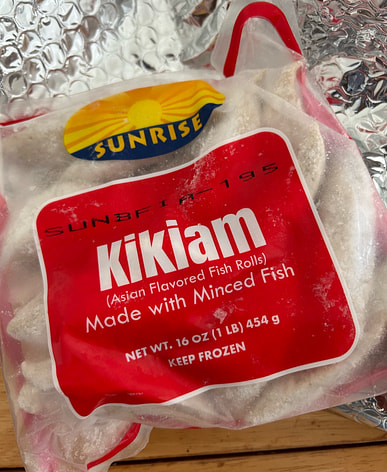 SUNRISE
SUN8F1A-195
Kikiam
(Asian Flavored Fish Rolls)
Made with Minced Fish
NET WT. 16 OZ (1 LB) 454 g
KEEP FROZEN